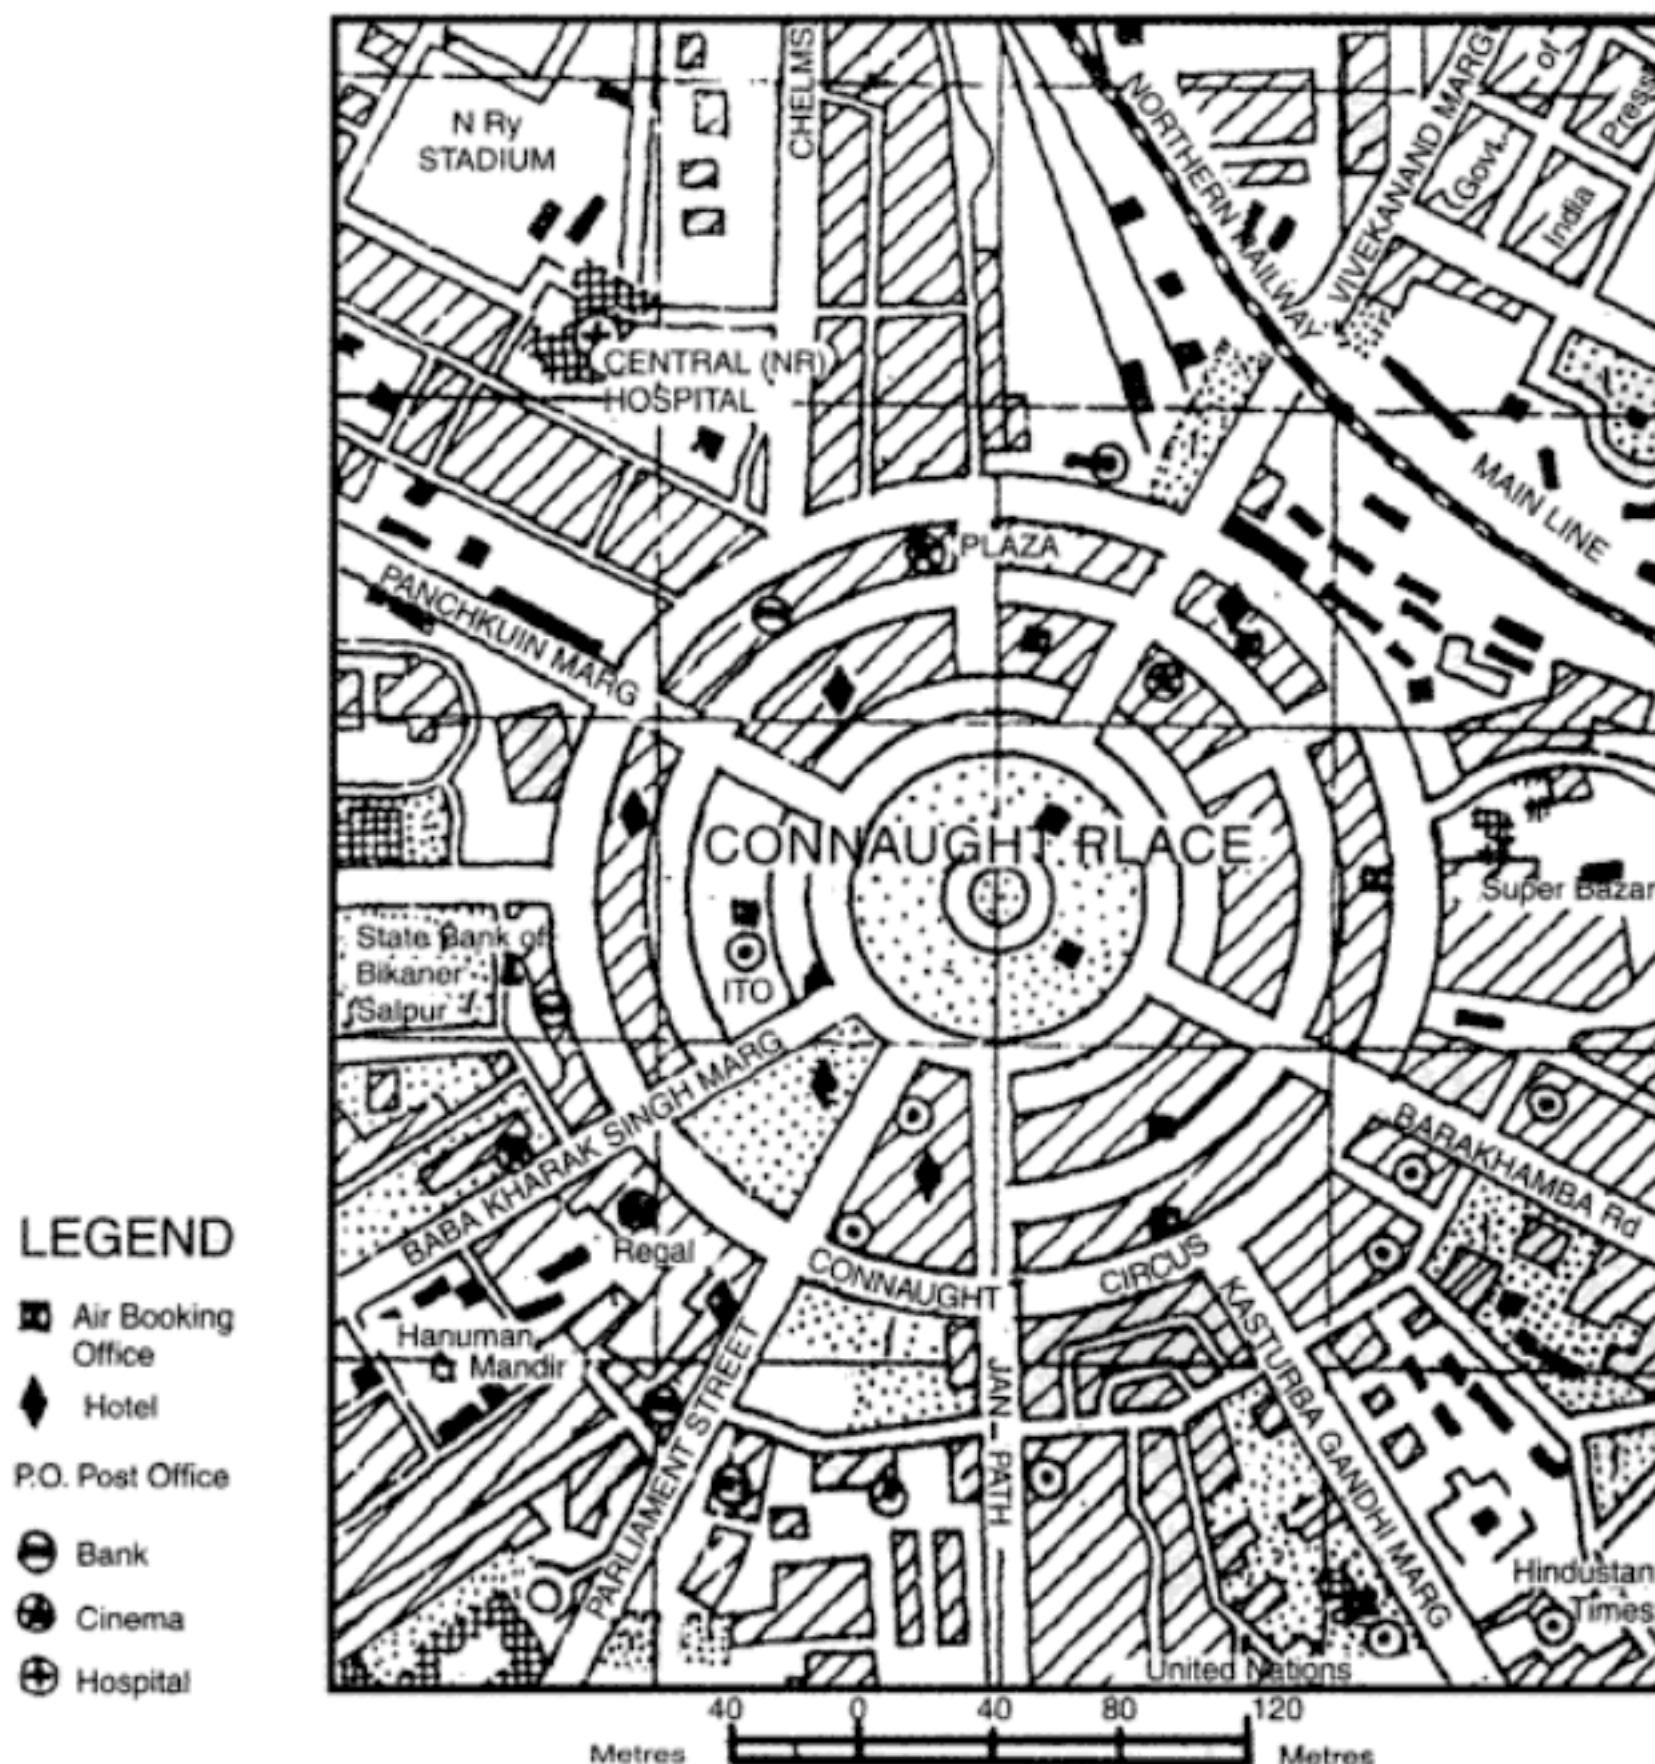 CHELMS
N Ry
STADIUM
NORTHERN RAILWAY
VIVEKANAND MARG
of
Press
Govt.
India
CENTRAL (NR)
HOSPITAL
MAIN LINE
PLAZA
PANCHKUIN MARG
CONNAUGHT PLACE
Super Bazar
State Bank of
Bikaner
Salpur
ITO
BABA KHARAK SINGH MARG
BARAKHAMBA Rd
Regal
CONNAUGHT CIRCUS
KASTURBA GANDHI MARG
Hanuman
Mandir
PARLIAMENT STREET
JAN PATH
Hindustan
Times
United Nations
LEGEND
Air Booking
Office
Hotel
P.O. Post Office
Bank
Cinema
Hospital
40 0 40 80 120
Metres Metres